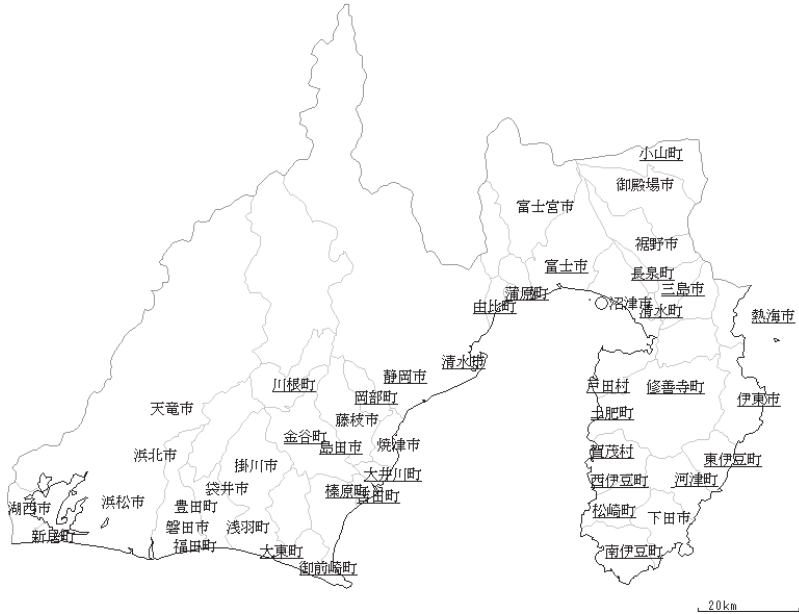 小山町
御殿場市
富士宮市
裾野市
富士市
長泉町
三島市
蒲原町
由比町
沼津市
清水町
熱海市
清水市
静岡市
川根町
岡部町
戸田村
修善寺町
天竜市
藤枝市
土肥町
伊東市
金谷町
島田市
焼津市
浜北市
掛川市
賀茂村
東伊豆町
大井川町
西伊豆町
河津町
袋井市
榛原町
吉田町
湖西市
浜松市
豊田町
松崎町
下田市
磐田市
浅羽町
新居町
福田町
大東町
南伊豆町
御前崎町
20km